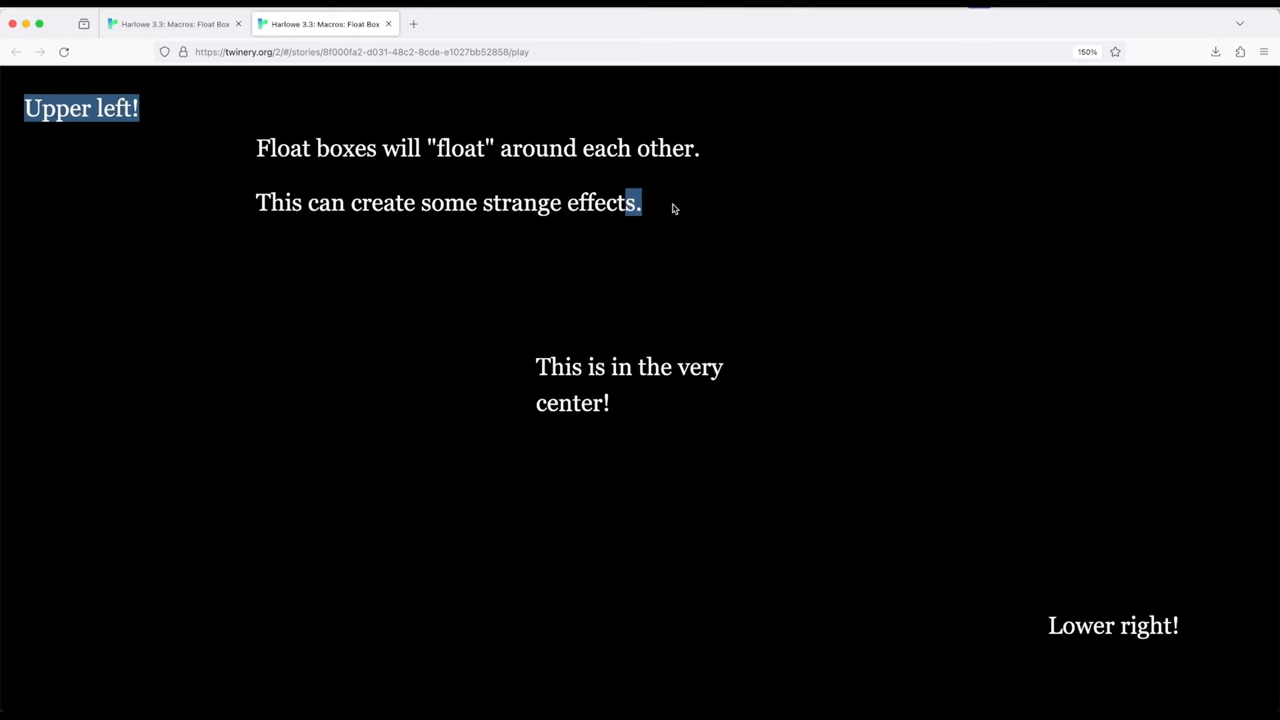 Harlowe 3.3: Macros: Float Box
Harlowe 3.3: Macros: Float Box
https://twinery.org/2/#/stories/8f000fa2-d031-48c2-8cde-e1027bb52858/play
150%
Upper left!
Float boxes will "float" around each other.
This can create some strange effects.
This is in the very
center!
Lower right!